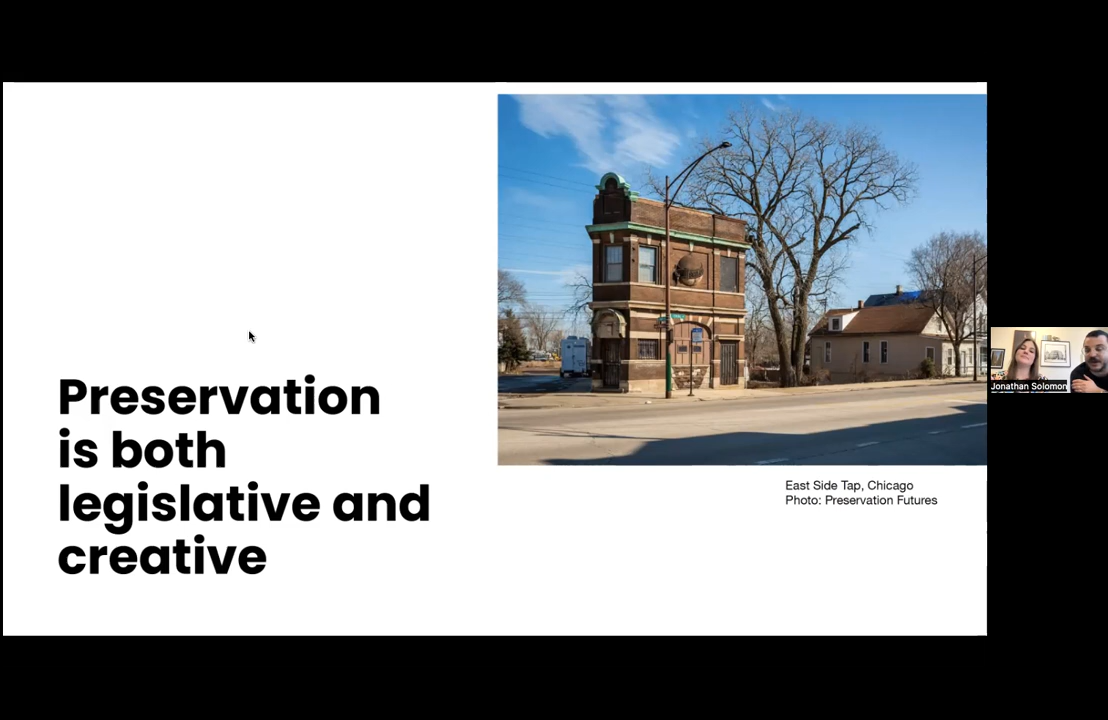 Preservation
is both
legislative and
creative
East Side Tap, Chicago
Photo: Preservation Futures
Jonathan Solomon